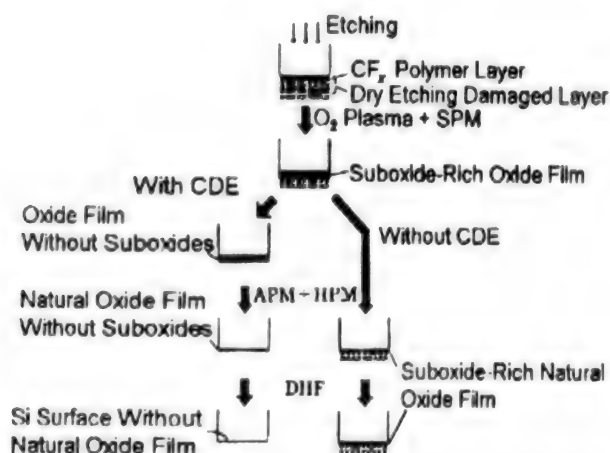 Etching
CFx Polymer Layer
Dry Etching Damaged Layer
O2 Plasma + SPM
Suboxide-Rich Oxide Film
With CDE
Without CDE
Oxide Film
Without Suboxides
APM + HPM
Natural Oxide Film
Without Suboxides
Suboxide-Rich Natural
Oxide Film
DHF
Si Surface Without
Natural Oxide Film